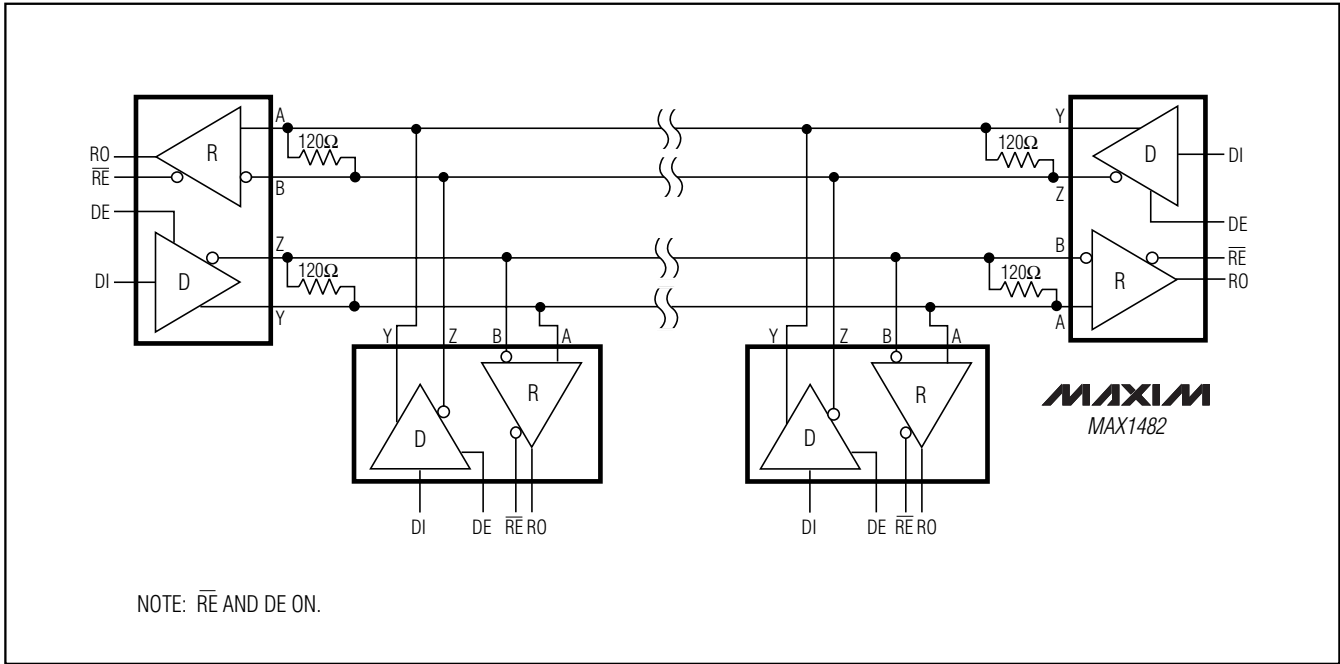 A
Y
120Ω
120Ω
RO
R
D
DI
RE
B
Z
DE
DE
Z
B
RE
DI
D
120Ω
120Ω
R
RO
Y
A
Y
Z
B
A
Y
Z
B
A
R
R
D
D
MAXIM
MAX1482
DI
DE
RE
RO
DI
DE
RE
RO
NOTE: RE AND DE ON.